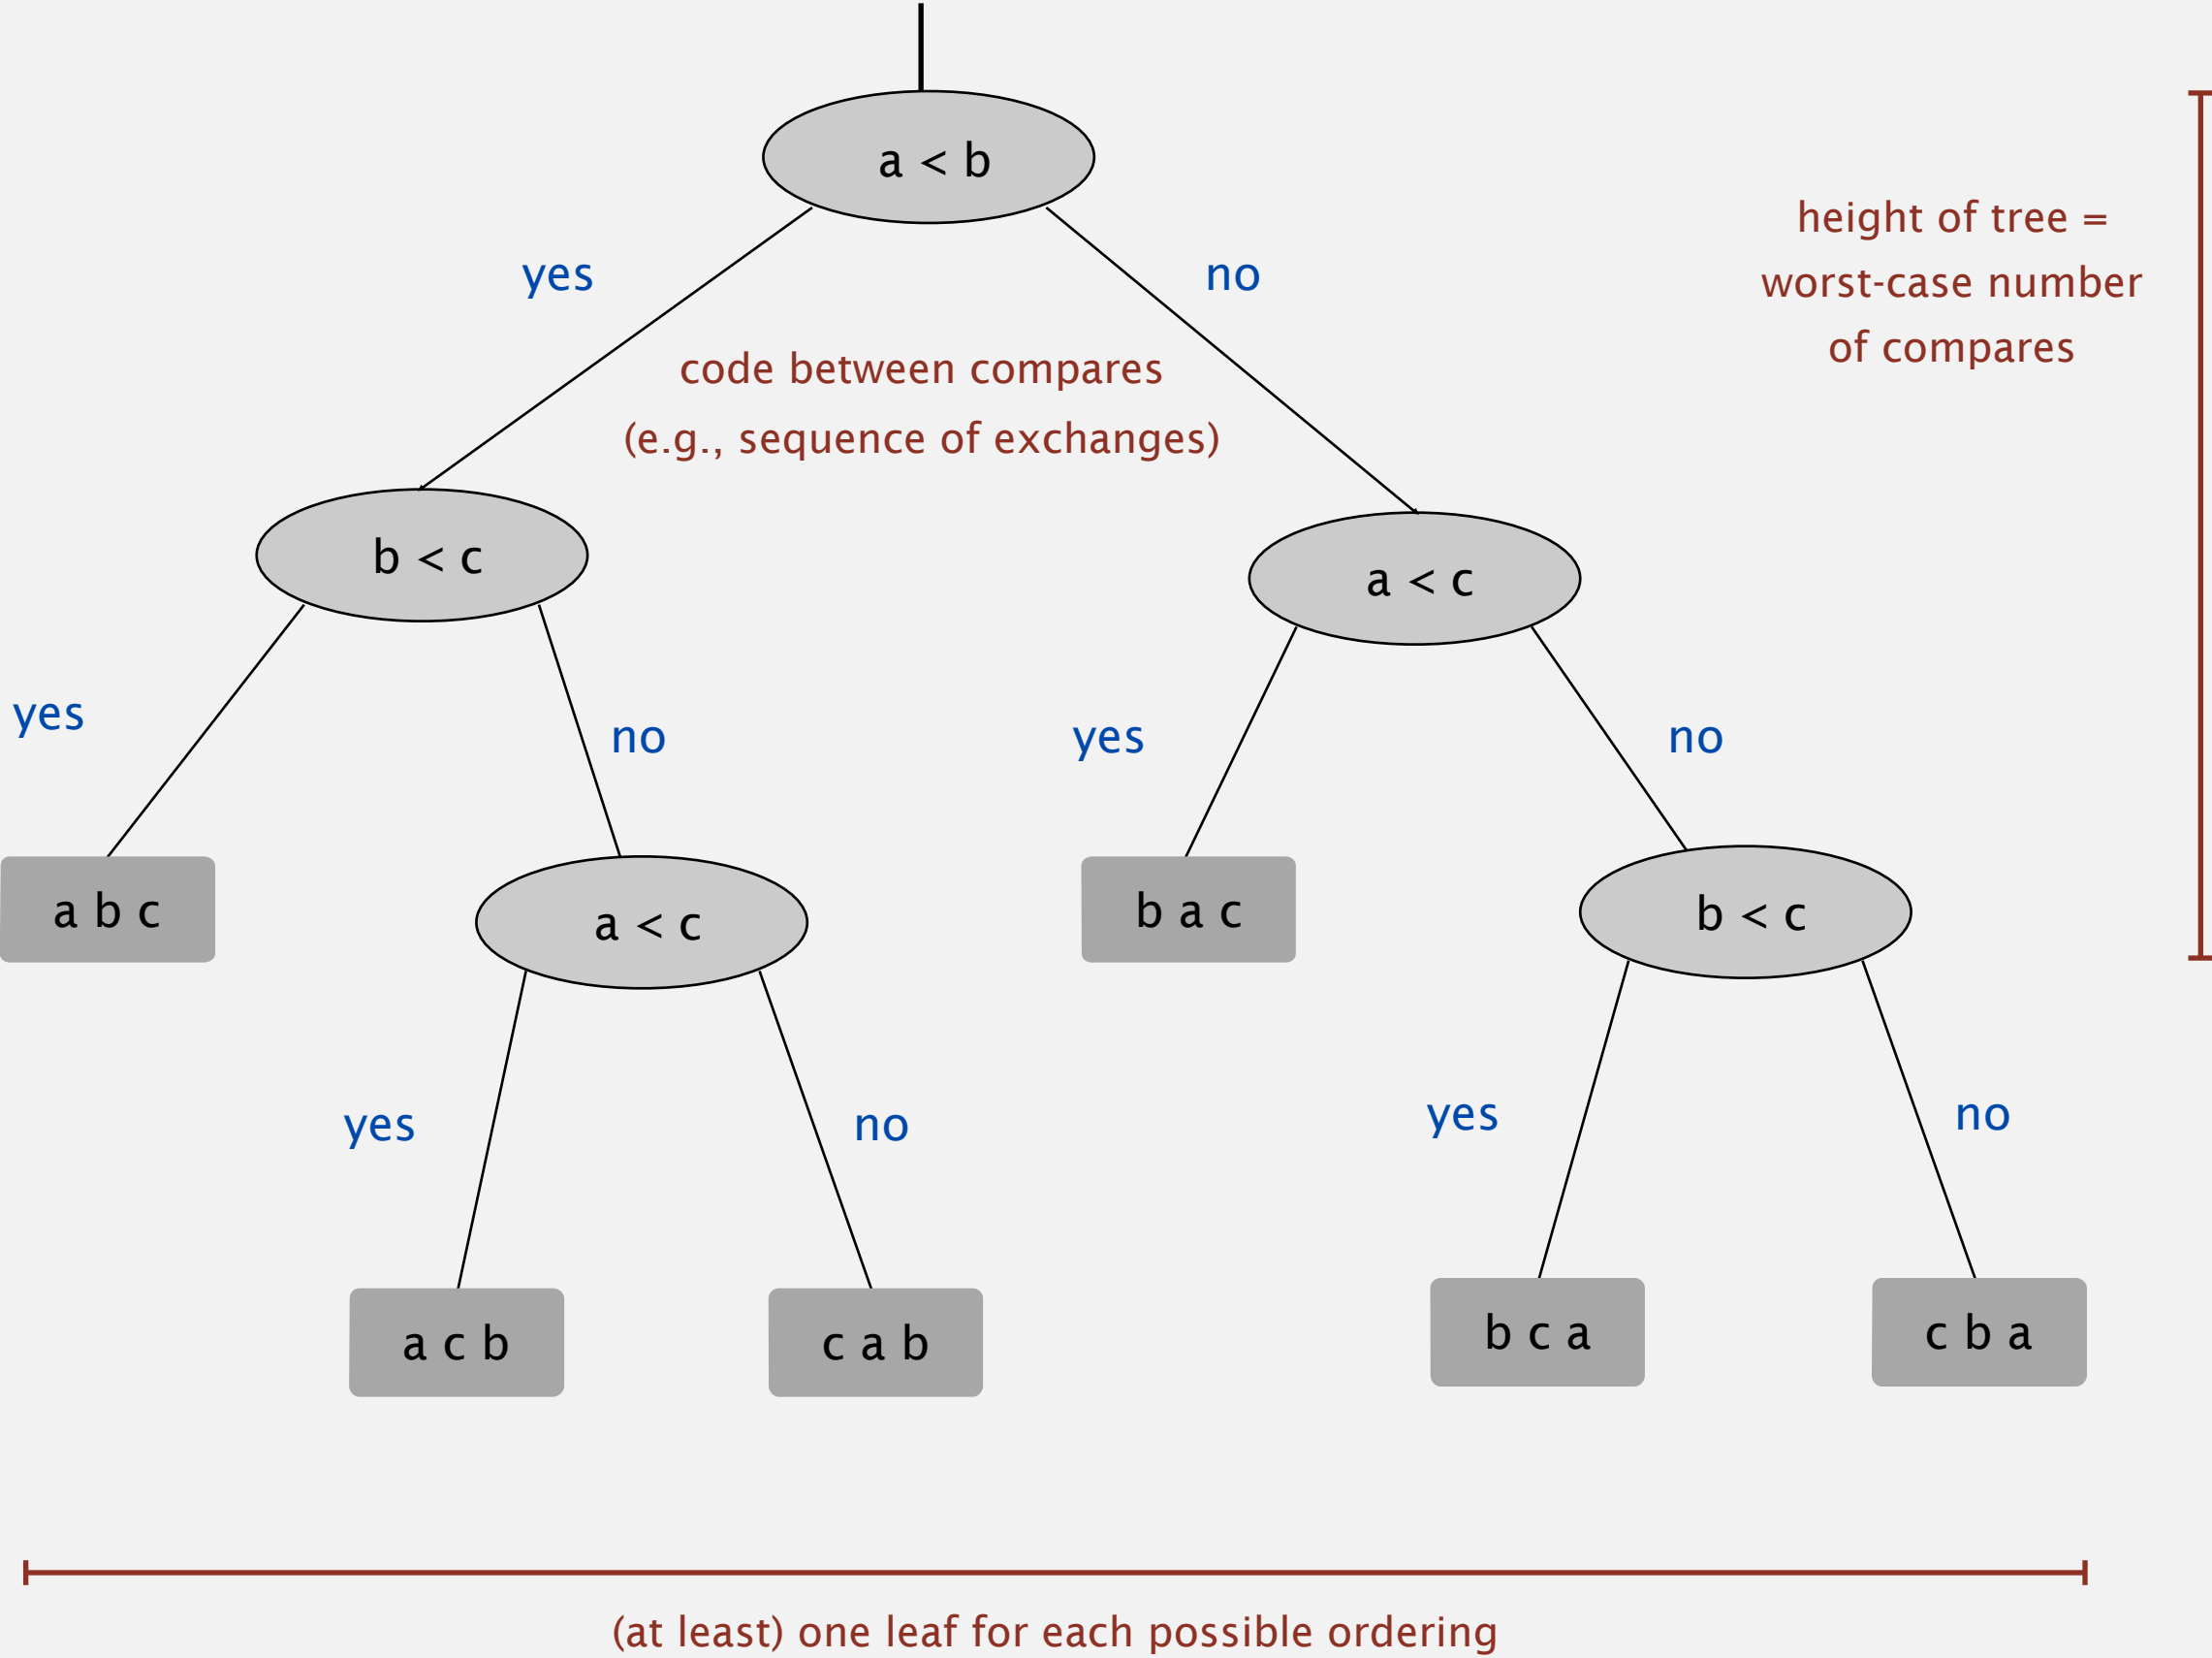 a < b
height of tree =
worst-case number
of compares
yes
no
code between compares
(e.g., sequence of exchanges)
b < c
a < c
yes
no
yes
no
a b c
a < c
b a c
b < c
yes
no
yes
no
a c b
c a b
b c a
c b a
(at least) one leaf for each possible ordering